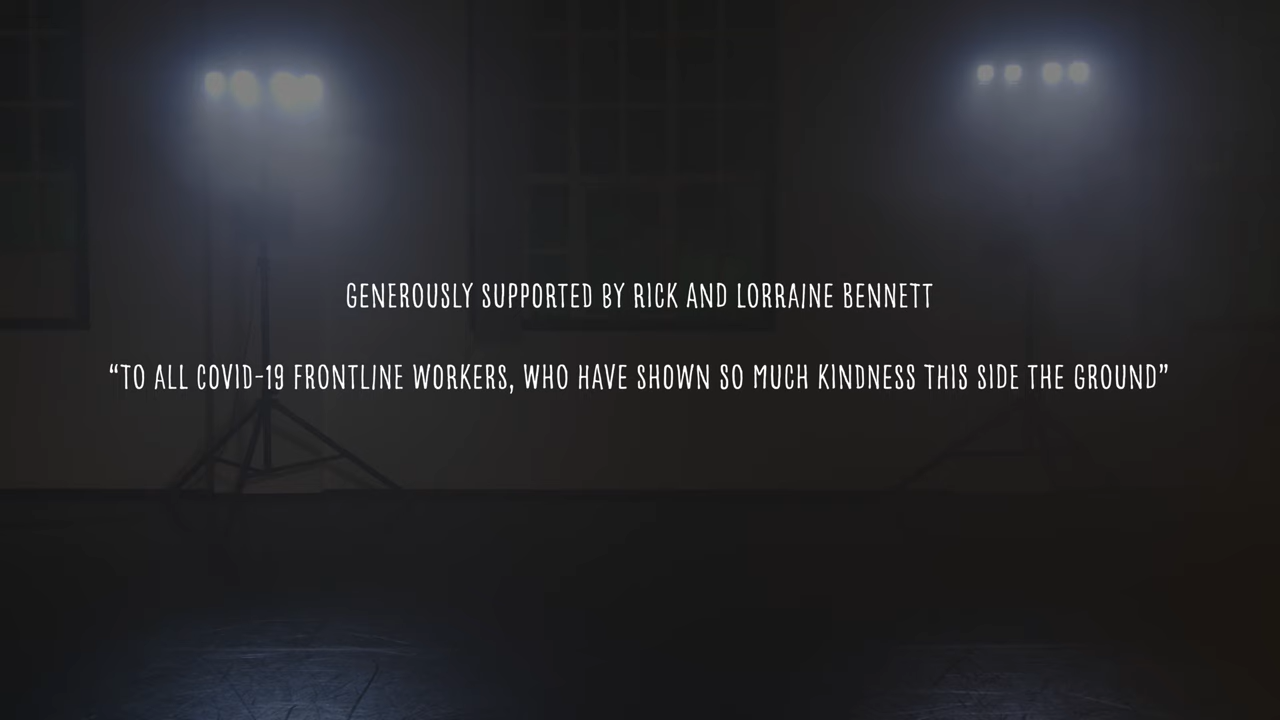 GENEROUSLY SUPPORTED BY RICK AND LORRAINE BENNETT
“TO ALL COVID-19 FRONTLINE WORKERS, WHO HAVE SHOWN SO MUCH KINDNESS THIS SIDE THE GROUND”